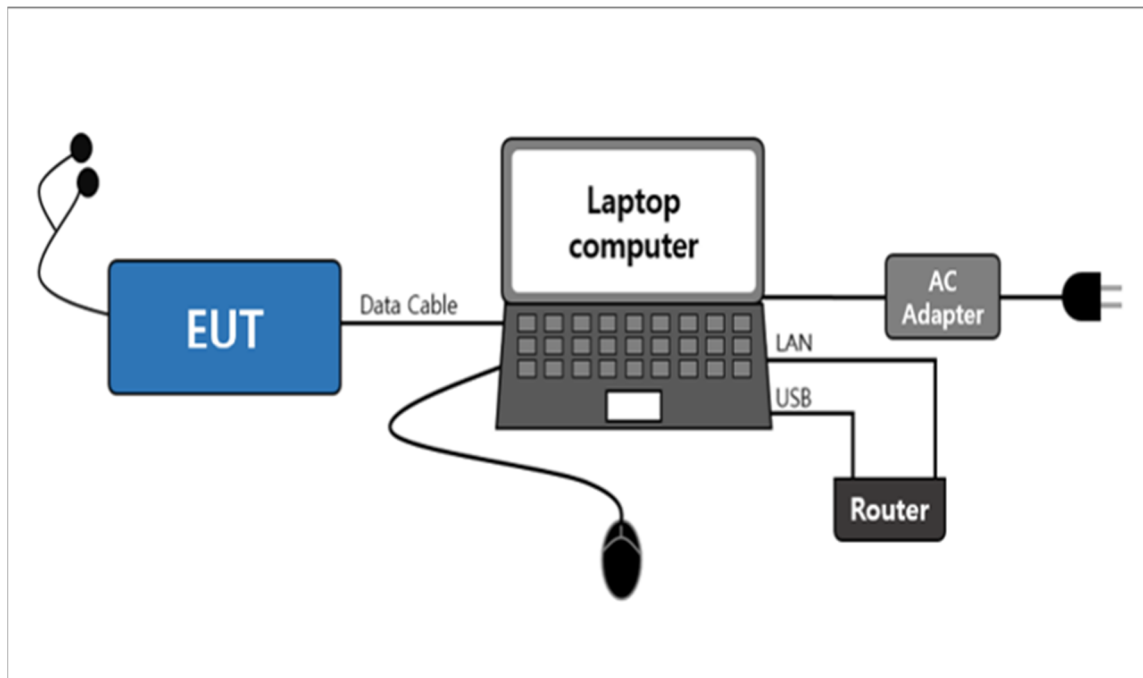 Laptop
computer
EUT
Data Cable
AC
Adapter
LAN
USB
Router